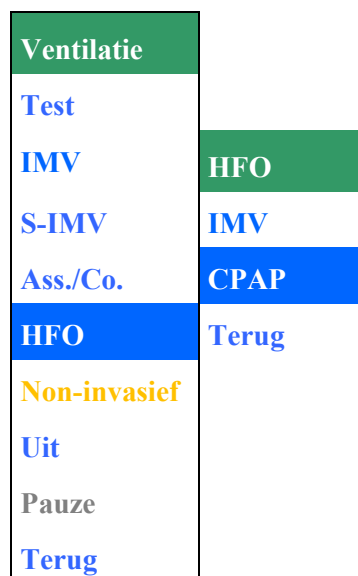 Ventilatie
Test
IMV
S-IMV
Ass./Co.
HFO
Non-invasief
Uit
Pauze
Terug
HFO
IMV
CPAP
Terug